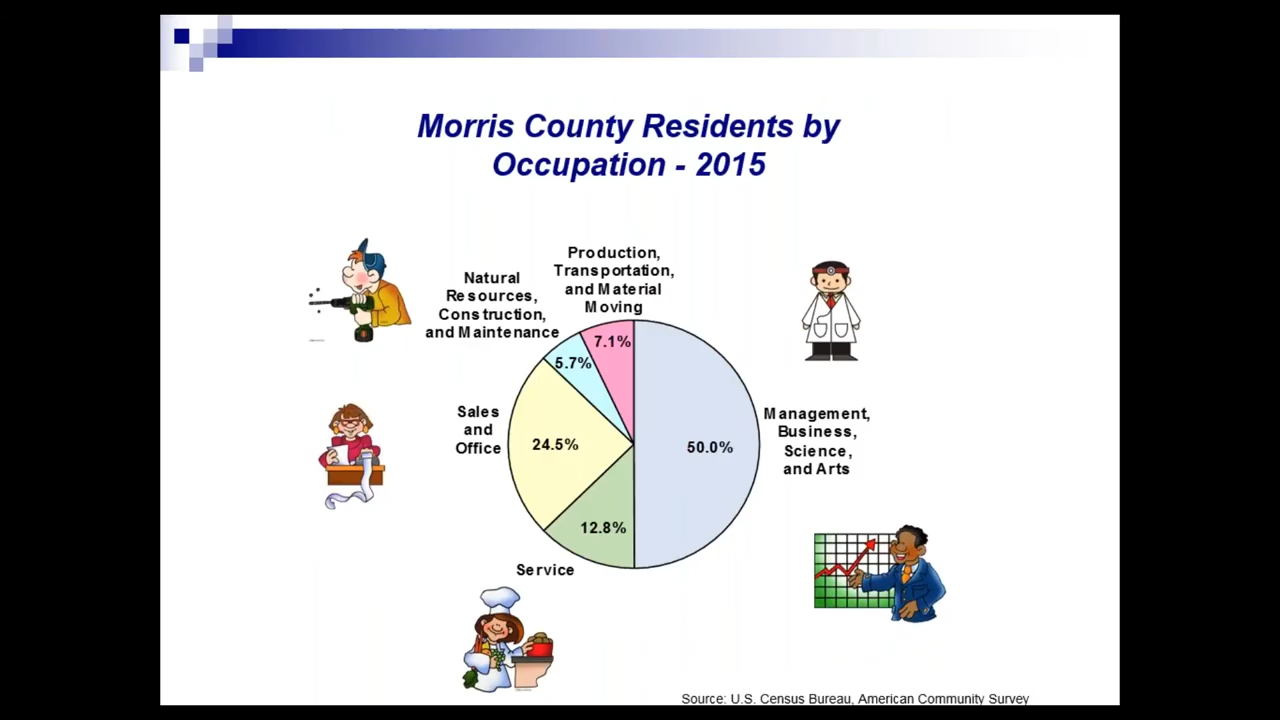 Morris County Residents by
Occupation - 2015
Production,
Transportation,
and Material
Moving
Natural
Resources,
Construction,
and Maintenance
7.1%
5.7%
Sales
and
Office
24.5%
50.0%
Management,
Business,
Science,
and Arts
12.8%
Service
Source: U.S. Census Bureau, American Community Survey